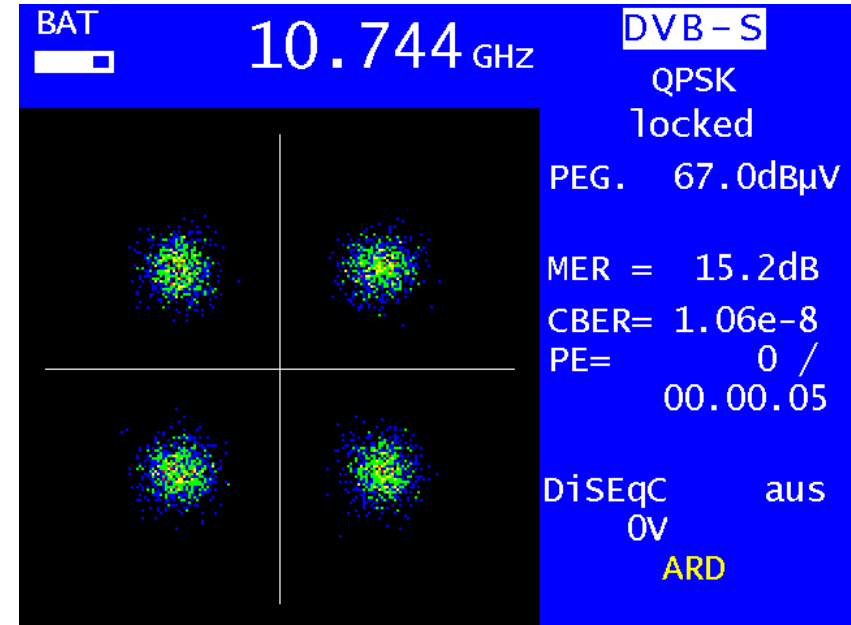 BAT
10.744 GHz
DVB-S
QPSK
locked
PEG. 67.0dBµV
MER = 15.2dB
CBER= 1.06e-8
PE= 0 /
00.00.05
DiSEqC aus
0V
ARD